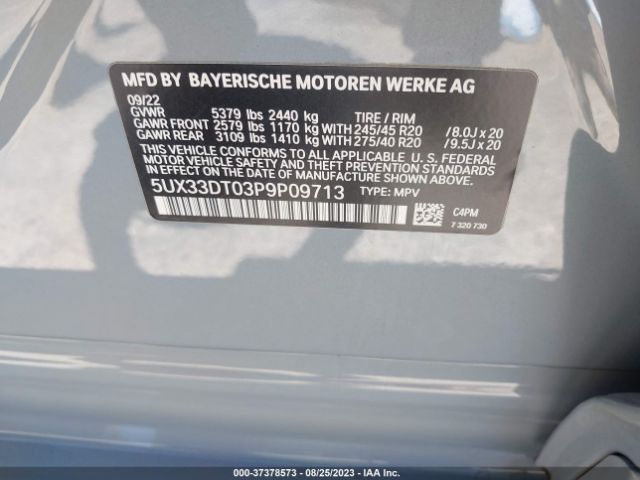 MFD BY BAYERISCHE MOTOREN WERKE AG
09/22
GVWR 5379 lbs 2440 kg TIRE / RIM
GAWR FRONT 2579 lbs 1170 kg WITH 245/45 R20 /8.0J x 20
GAWR REAR 3109 lbs 1410 kg WITH 275/40 R20 /9.5J x 20
THIS VEHICLE CONFORMS TO ALL APPLICABLE U.S. FEDERAL
MOTOR VEHICLE SAFETY AND THEFT PREVENTION STANDARDS
IN EFFECT ON THE DATE OF MANUFACTURE SHOWN ABOVE.
5UX33DT03P9P09713 TYPE: MPV
C4PM
7 320 730
000-37378573 - 08/25/2023 - IAA, Inc.